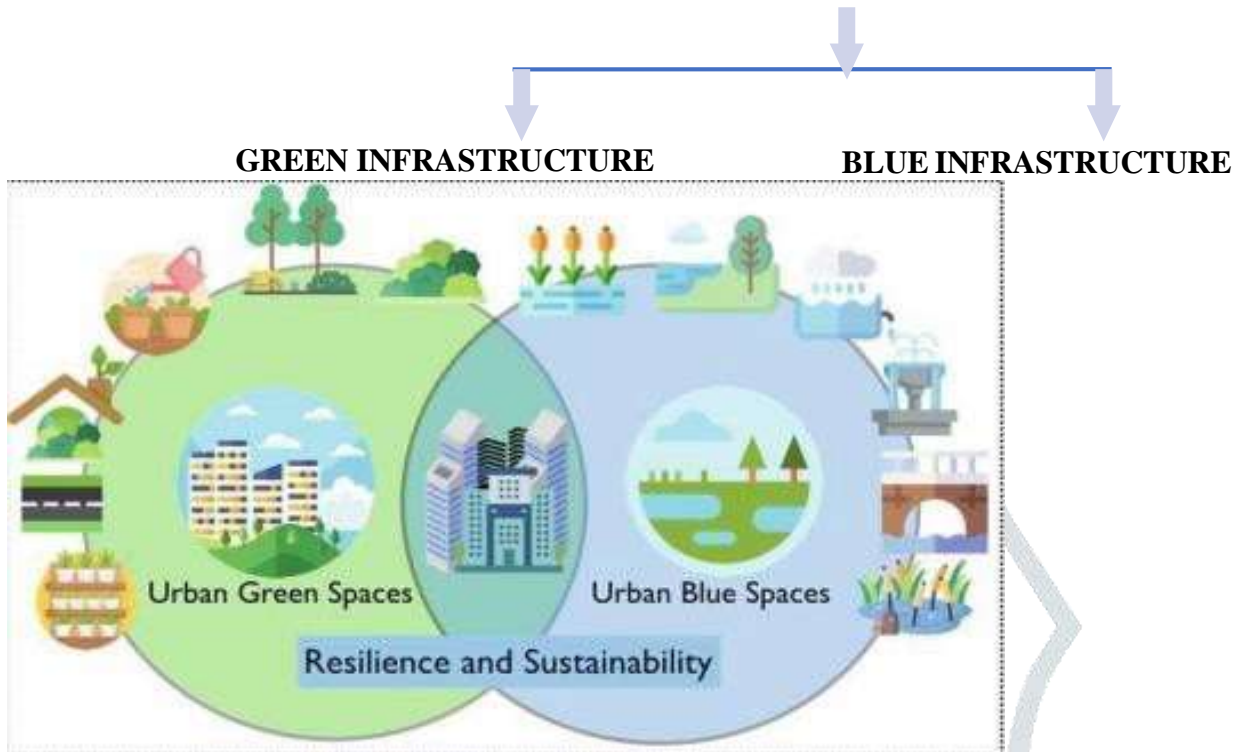 GREEN INFRASTRUCTURE
BLUE INFRASTRUCTURE
Urban Green Spaces
Urban Blue Spaces
Resilience and Sustainability